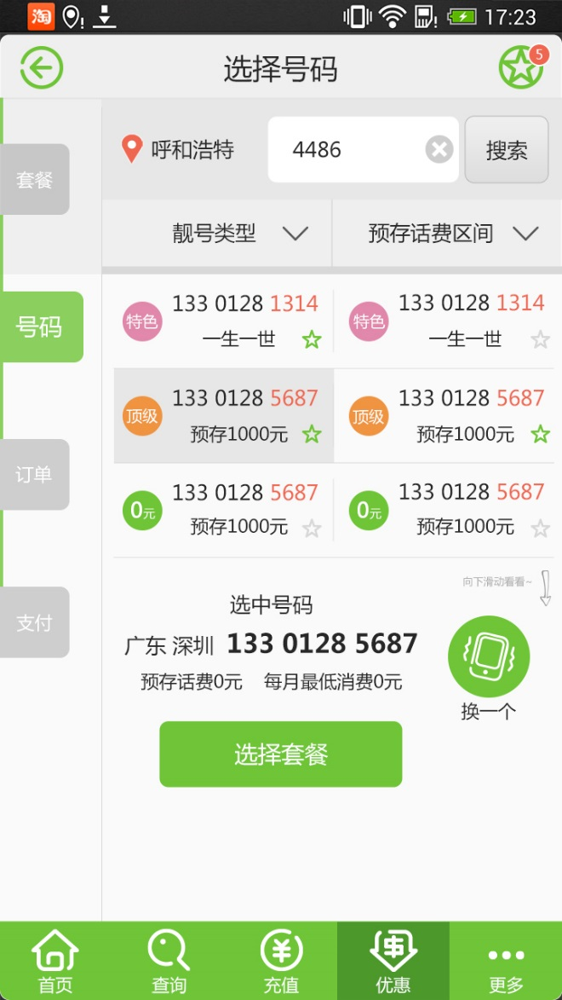 淘 17:23
选择号码 5
呼和浩特 4486 搜索
套餐
靓号类型 预存话费区间
号码
特色 133 0128 1314 特色 133 0128 1314
一生一世 一生一世
顶级 133 0128 5687 顶级 133 0128 5687
预存1000元 预存1000元
订单
0元 133 0128 5687 0元 133 0128 5687
预存1000元 预存1000元
向下滑动看看~
支付
选中号码
广东 深圳 133 0128 5687
预存话费0元 每月最低消费0元
换一个
选择套餐
首页 查询 充值 优惠 更多